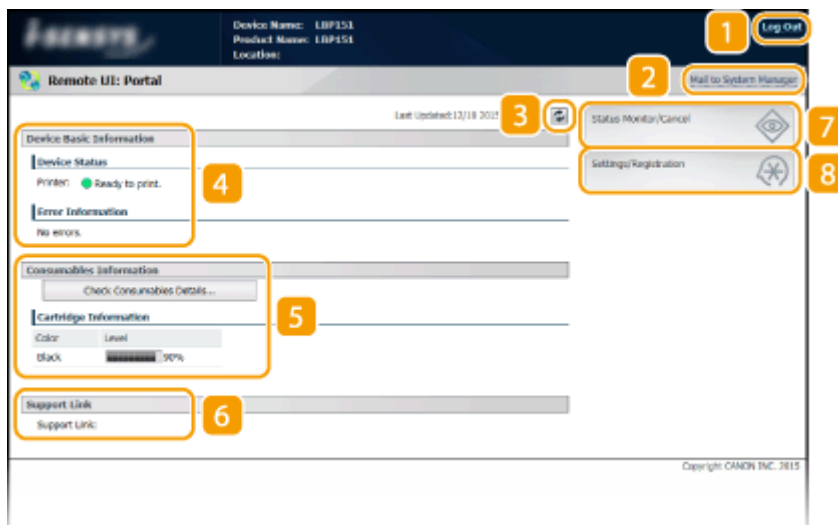 i-SENSYS
Device Name: LBP151
Product Name: LBP151
Location:
1
Log Out
Remote UI: Portal
2
Mail to System Manager
Last Updated:12/18 2015
3
Device Basic Information
Device Status
Printer: Ready to print.
4
Error Information
No errors.
Status Monitor/Cancel
7
Settings/Registration
8
Consumables Information
Check Consumables Details...
5
Cartridge Information
Color Level
Black 90%
Support Link
6
Support Link:
Copyright CANON INC. 2015